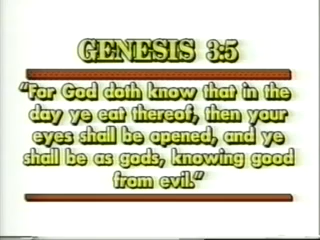 GENESIS 3:5
"For God doth know that in the
day ye eat thereof, then your
eyes shall be opened, and ye
shall be as gods, knowing good
from evil."